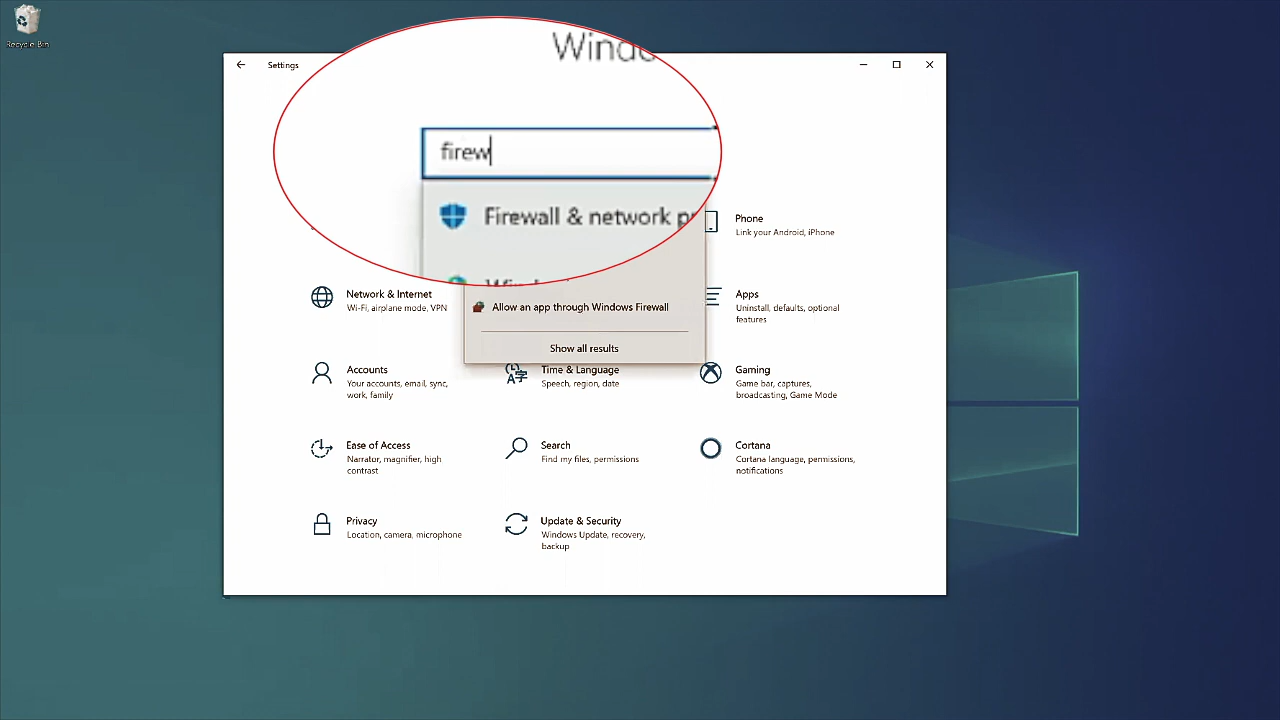 Recycle Bin
Settings
firew
Firewall & network
Phone
Link your Android, iPhone
Network & Internet
Wi-Fi, airplane mode, VPN
Allow an app through Windows Firewall
Show all results
Apps
Uninstall, defaults, optional
features
Accounts
Your accounts, email, sync,
work, family
Time & Language
Speech, region, date
Gaming
Game bar, captures,
broadcasting, Game Mode
Ease of Access
Narrator, magnifier, high
contrast
Search
Find my files, permissions
Cortana
Cortana language, permissions,
notifications
Privacy
Location, camera, microphone
Update & Security
Windows Update, recovery,
backup